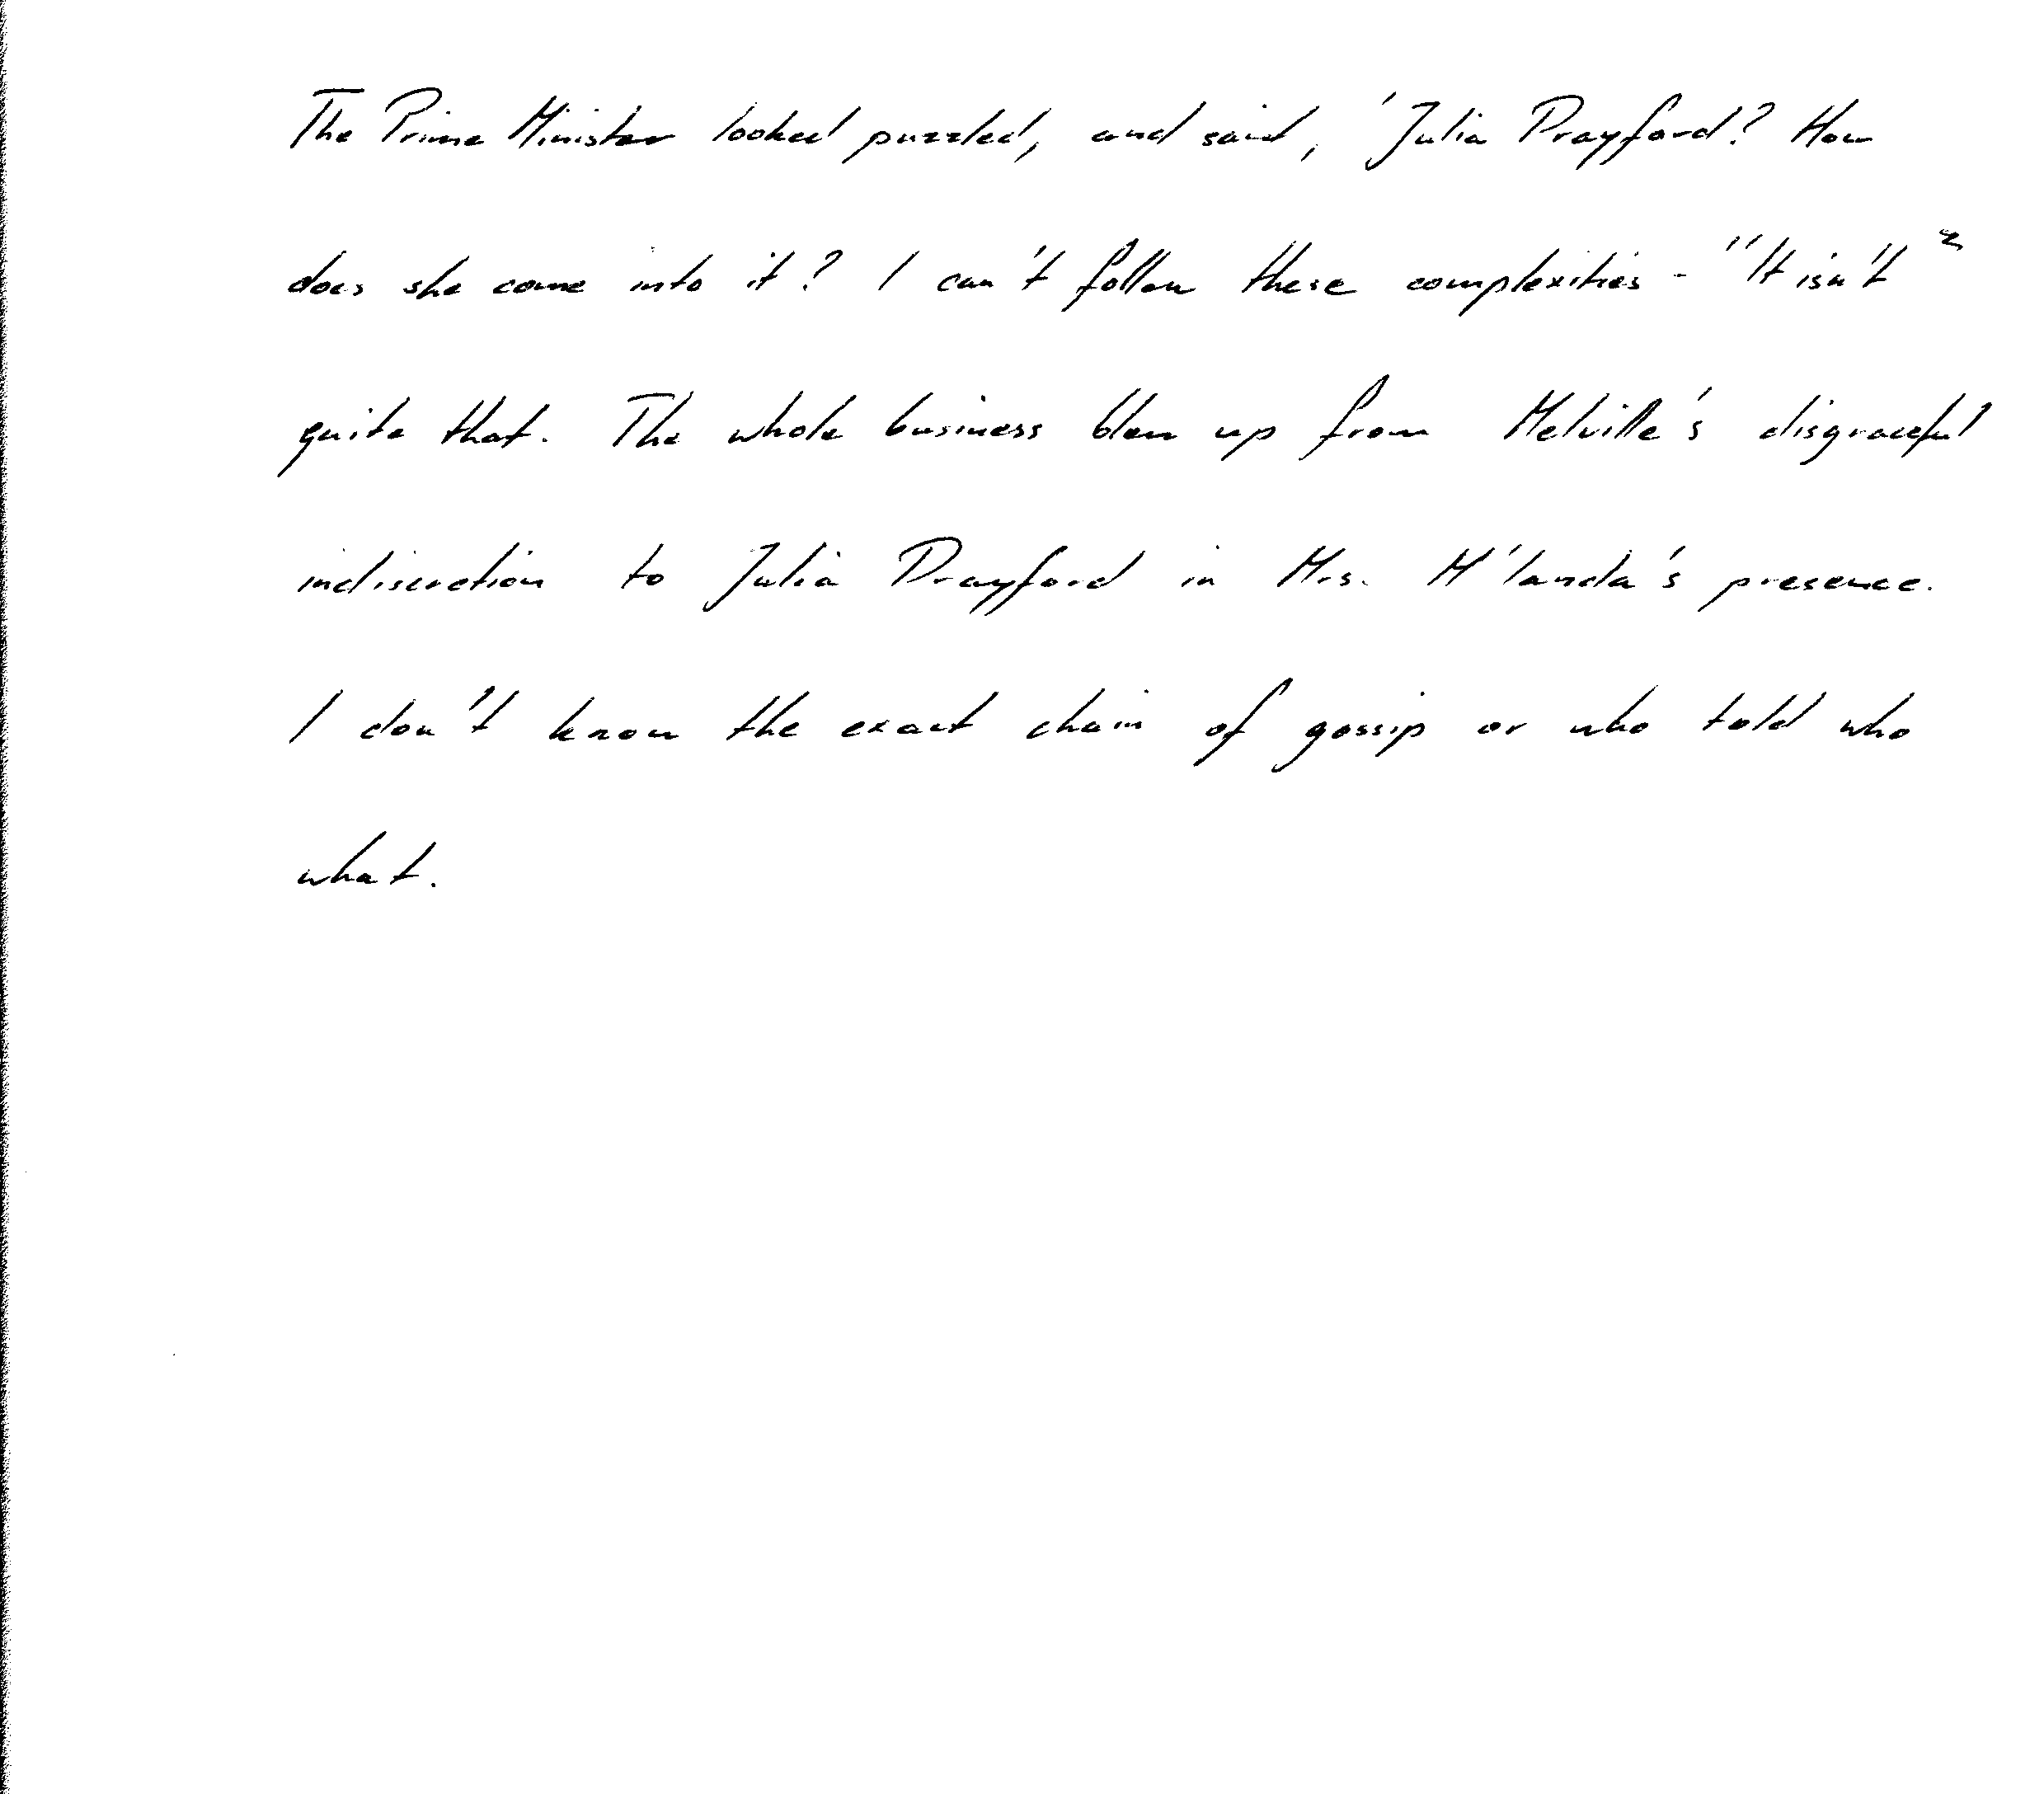 The Prime Minister looked puzzled, and said, 'Julia Drayford? How
does she come into it? I can't follow these complexities - "It isn't
quite that. The whole business blew up from Melville's disgraceful
indiscretion to Julia Drayford in Mrs. M'landa's presence.
I don't know the exact chain of gossip or who told who
what.